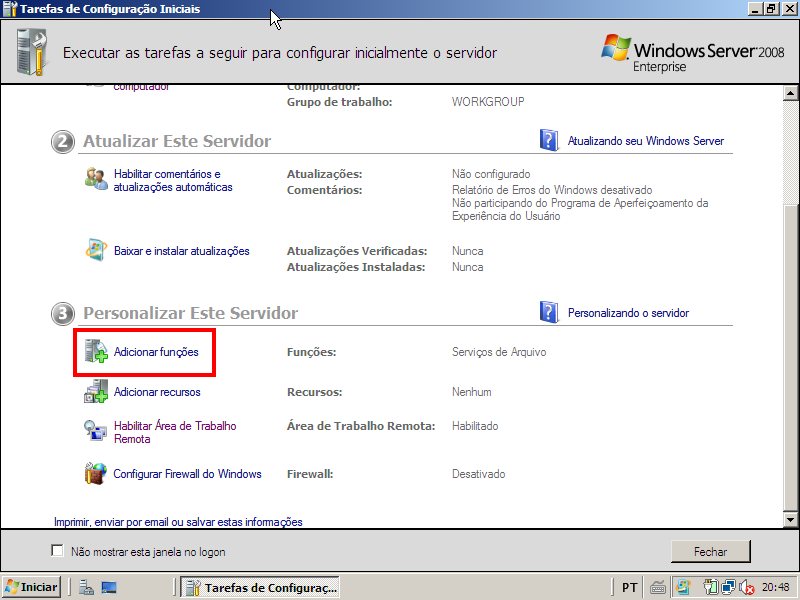 Tarefas de Configuração Iniciais
Executar as tarefas a seguir para configurar inicialmente o servidor
Windows Server 2008
Enterprise
computador
Computador:
Grupo de trabalho: WORKGROUP
2 Atualizar Este Servidor
Atualizando seu Windows Server
Habilitar comentários e
atualizações automáticas
Atualizações: Não configurado
Comentários: Relatório de Erros do Windows desativado
Não participando do Programa de Aperfeiçoamento da
Experiência do Usuário
Baixar e instalar atualizações
Atualizações Verificadas: Nunca
Atualizações Instaladas: Nunca
3 Personalizar Este Servidor
Personalizando o servidor
Adicionar funções Funções: Serviços de Arquivo
Adicionar recursos Recursos: Nenhum
Habilitar Área de Trabalho
Remota
Área de Trabalho Remota: Habilitado
Configurar Firewall do Windows Firewall: Desativado
Imprimir, enviar por email ou salvar estas informações
Não mostrar esta janela no logon
Fechar
Iniciar
Tarefas de Configuraç...
PT
20:48